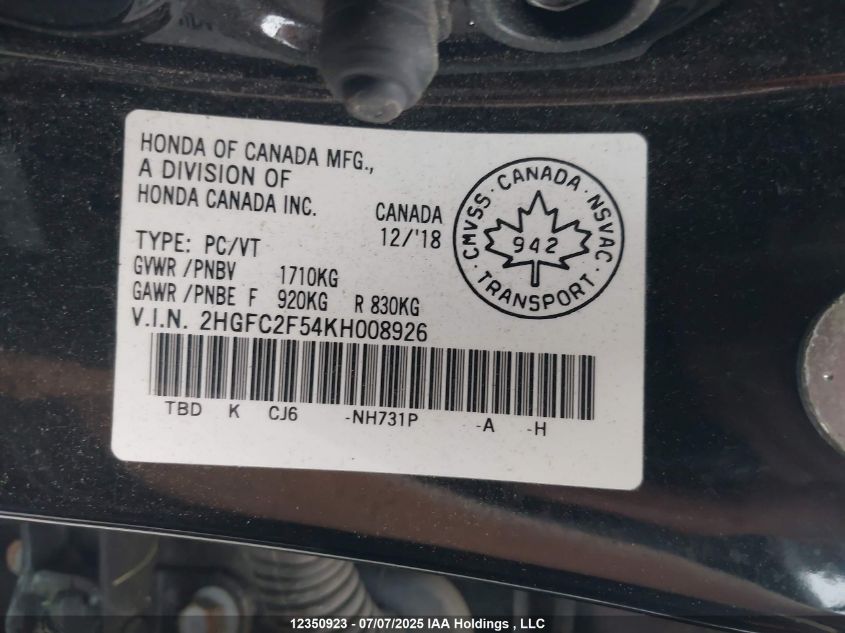 HONDA OF CANADA MFG.,
A DIVISION OF
HONDA CANADA INC.
CANADA
12/'18
TYPE: PC/VT
GVWR /PNBV 1710KG
GAWR /PNBE F 920KG R 830KG
V.I.N. 2HGFC2F54KH008926
TBD K CJ6 -NH731P -A -H
CMVSS · CANADA · NSVAC
942
· TRANSPORT ·
12350923 - 07/07/2025 IAA Holdings , LLC